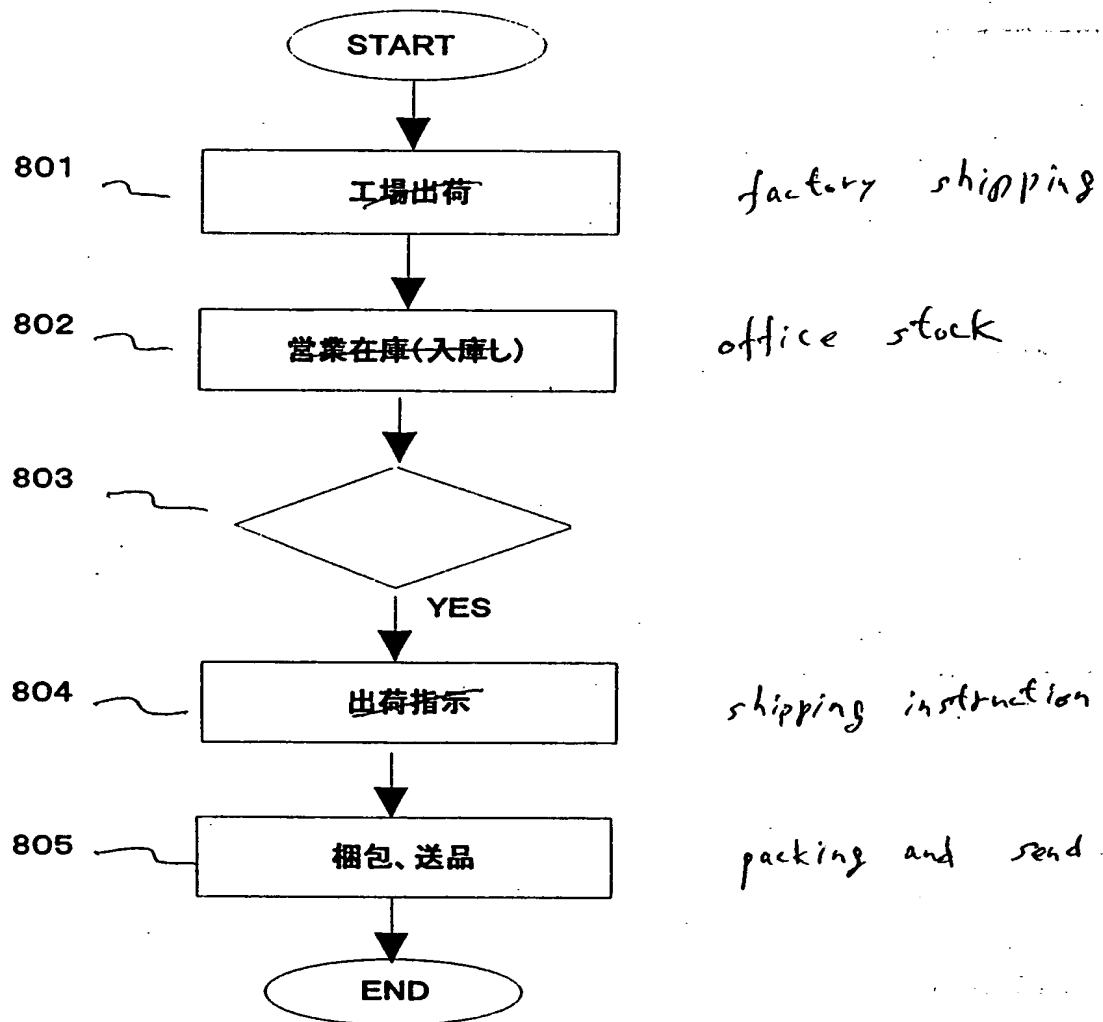 START
801 工場出荷 factory shipping
802 営業在庫(入庫し) office stock
803
YES
804 出荷指示 shipping instruction
805 梱包、送品 packing and send
END